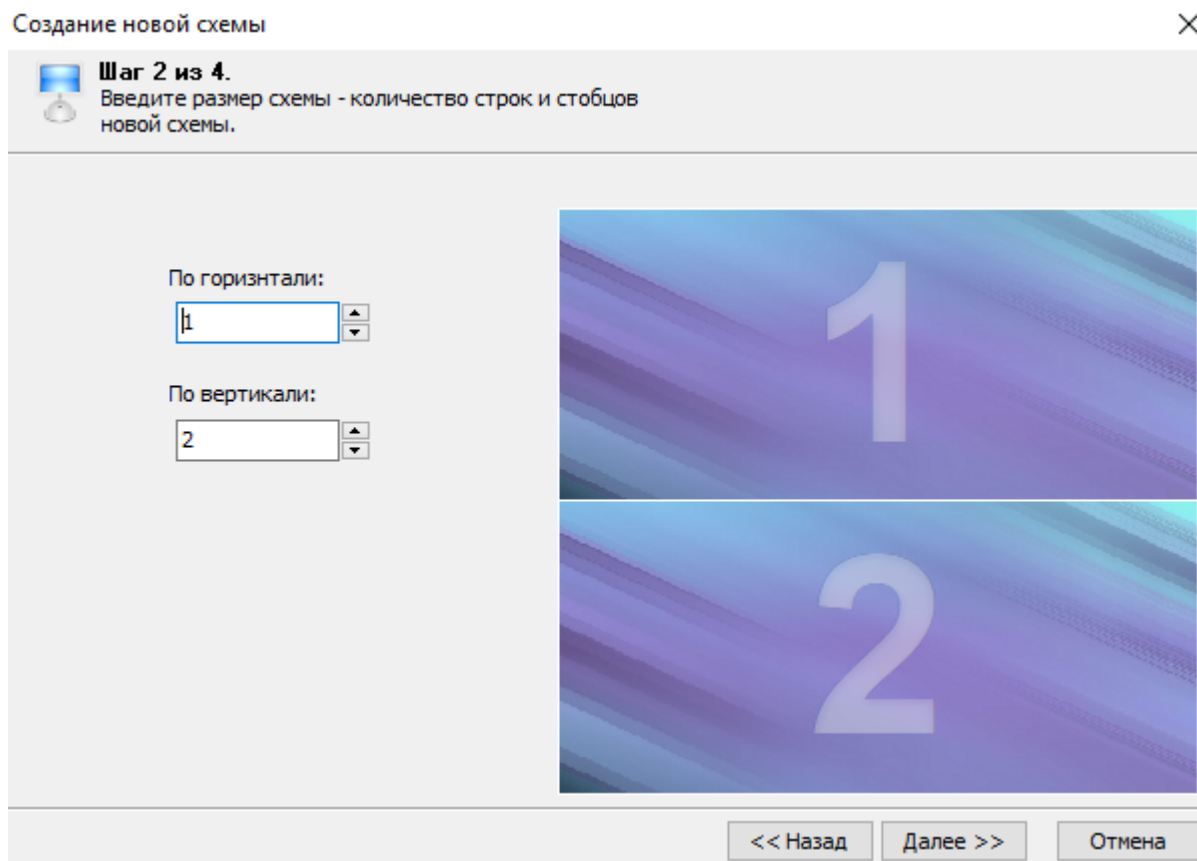 Создание новой схемы
Шаг 2 из 4.
Введите размер схемы - количество строк и стобцов
новой схемы.
По горизнтали:
1
По вертикали:
2
1
2
<< Назад
Далее >>
Отмена